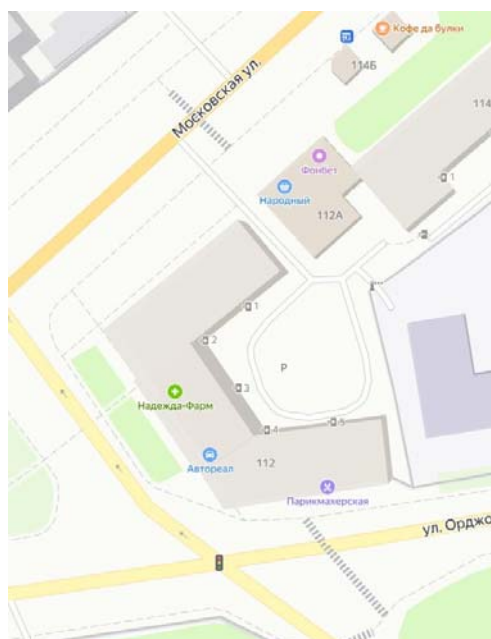 Кофе да булки
114Б
Московская ул.
114
Фонбет
1
Народный
112А
1
2
Р
3
Надежда-Фарм
4
5
Автореал
112
Парикмахерская
ул. Орджо